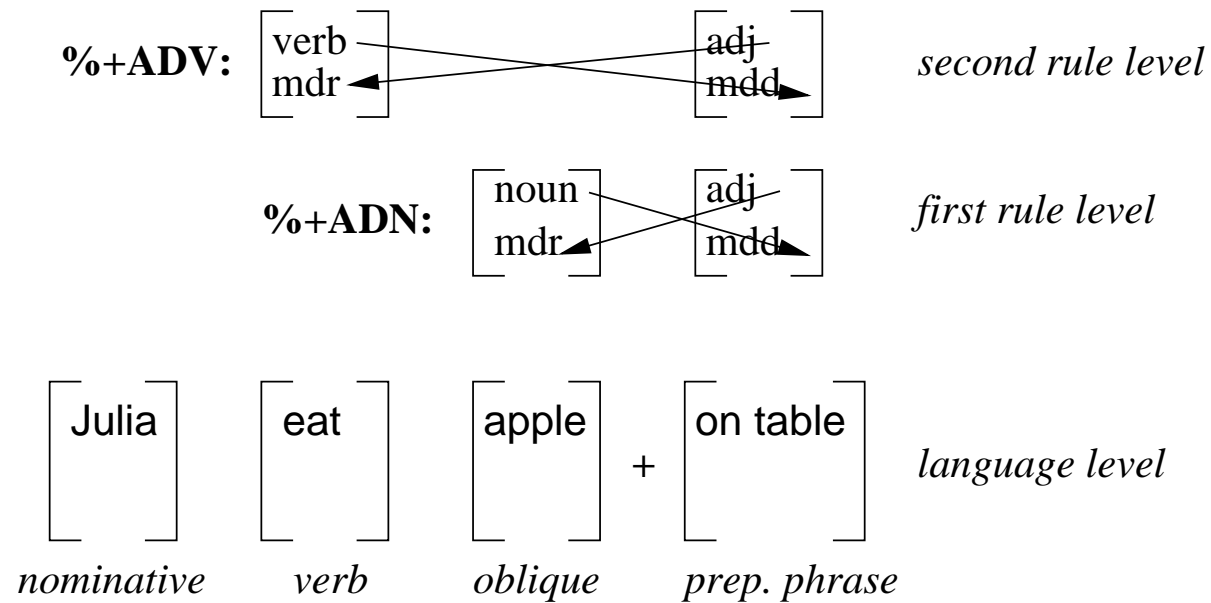 %+ADV: verb adj second rule level
mdr mdd
%+ADN: noun adj first rule level
mdr mdd
Julia eat apple + on table language level
nominative verb oblique prep. phrase